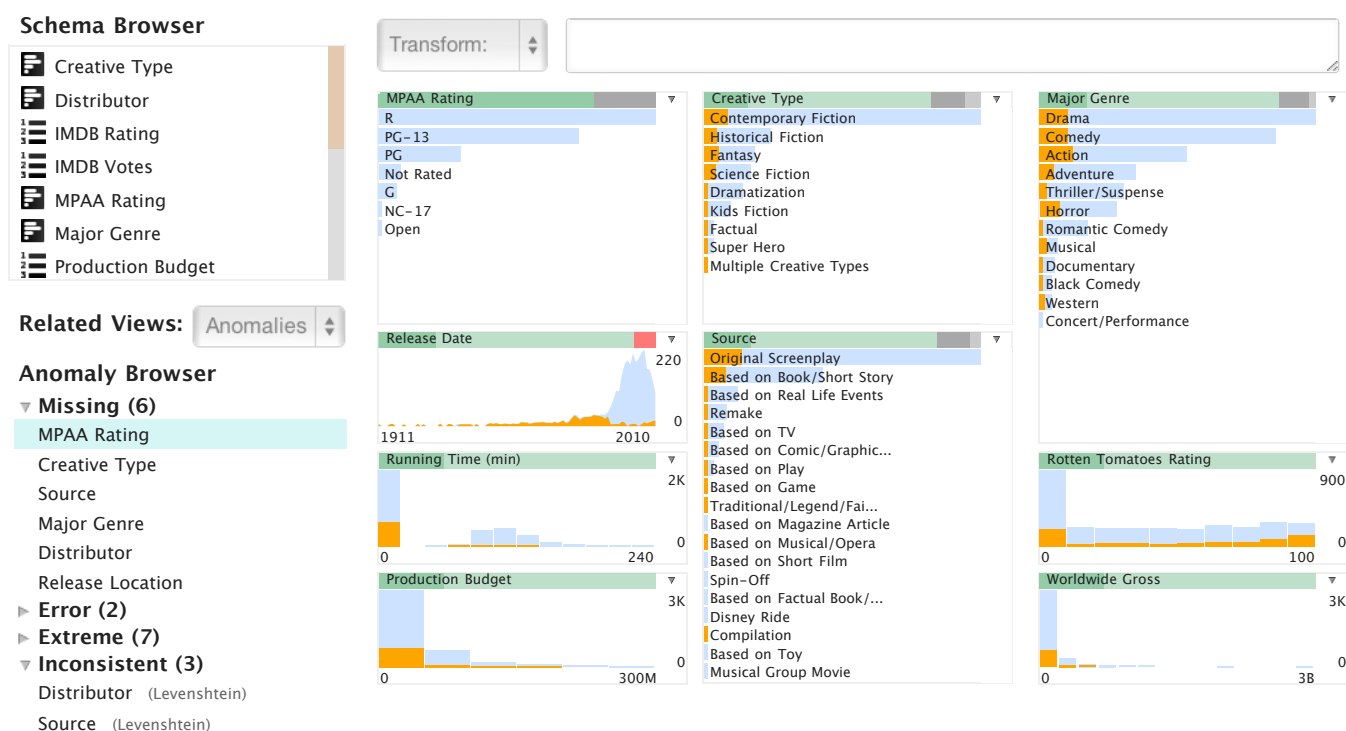 Schema Browser
Creative Type
Distributor
IMDB Rating
IMDB Votes
MPAA Rating
Major Genre
Production Budget
Related Views:
Anomalies
Anomaly Browser
Missing (6)
MPAA Rating
Creative Type
Source
Major Genre
Distributor
Release Location
Error (2)
Extreme (7)
Inconsistent (3)
Distributor (Levenshtein)
Source (Levenshtein)
Transform:
MPAA Rating
R
PG-13
PG
Not Rated
G
NC-17
Open
Creative Type
Contemporary Fiction
Historical Fiction
Fantasy
Science Fiction
Dramatization
Kids Fiction
Factual
Super Hero
Multiple Creative Types
Major Genre
Drama
Comedy
Action
Adventure
Thriller/Suspense
Horror
Romantic Comedy
Musical
Documentary
Black Comedy
Western
Concert/Performance
Release Date
220
0
1911 2010
Source
Original Screenplay
Based on Book/Short Story
Based on Real Life Events
Remake
Based on TV
Based on Comic/Graphic...
Based on Play
Based on Game
Traditional/Legend/Fai...
Based on Magazine Article
Based on Musical/Opera
Based on Short Film
Spin-Off
Based on Factual Book/...
Disney Ride
Compilation
Based on Toy
Musical Group Movie
Running Time (min)
2K
0
0 240
Rotten Tomatoes Rating
900
0
0 100
Production Budget
3K
0
0 300M
Worldwide Gross
3K
0
0 3B